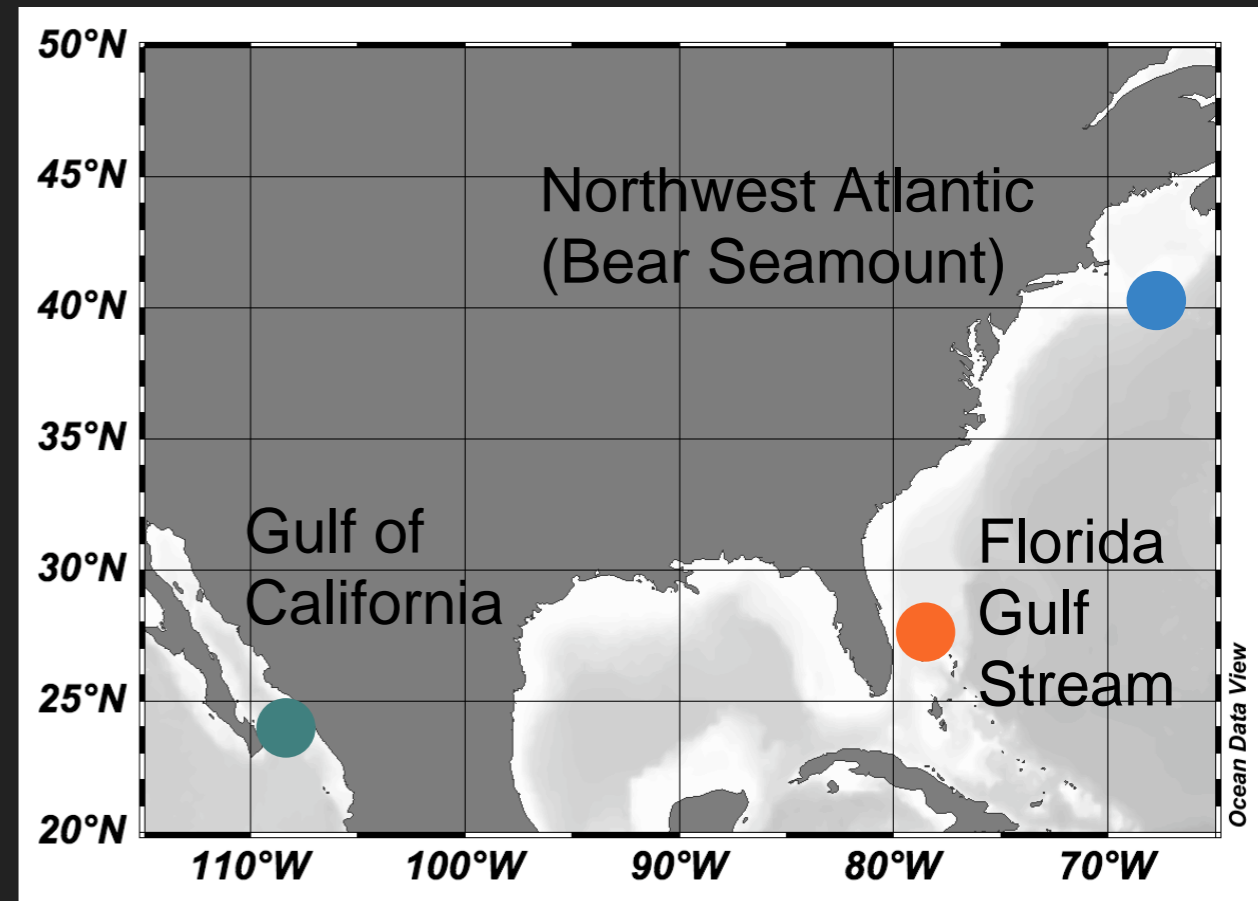 50°N
45°N
Northwest Atlantic
(Bear Seamount)
40°N
35°N
Gulf of
California
30°N
Florida
Gulf
Stream
25°N
20°N
110°W
100°W
90°W
80°W
70°W
Ocean Data View